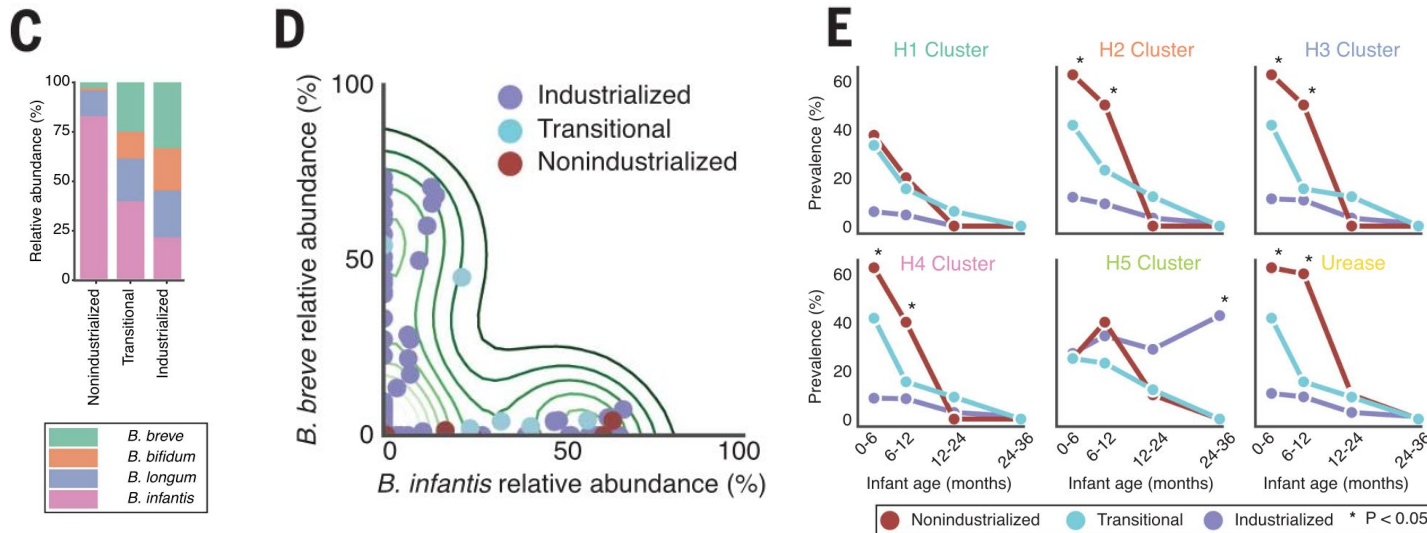 C
100
75
50
25
0
Relative abundance (%)
Nonindustrialized
Transitional
Industrialized
B. breve
B. bifidum
B. longum
B. infantis
D
100
50
0
B. breve relative abundance (%)
Industrialized
Transitional
Nonindustrialized
50
100
B. infantis relative abundance (%)
E
H1 Cluster
H2 Cluster
H3 Cluster
Prevalence (%)
60
40
20
0
* *
* *
H4 Cluster
H5 Cluster
Urease
Prevalence (%)
60
40
20
0
* *
*
* *
0-6
6-12
12-24
24-36
0-6
6-12
12-24
24-36
0-6
6-12
12-24
24-36
Infant age (months)
Infant age (months)
Infant age (months)
Nonindustrialized Transitional Industrialized * P < 0.05